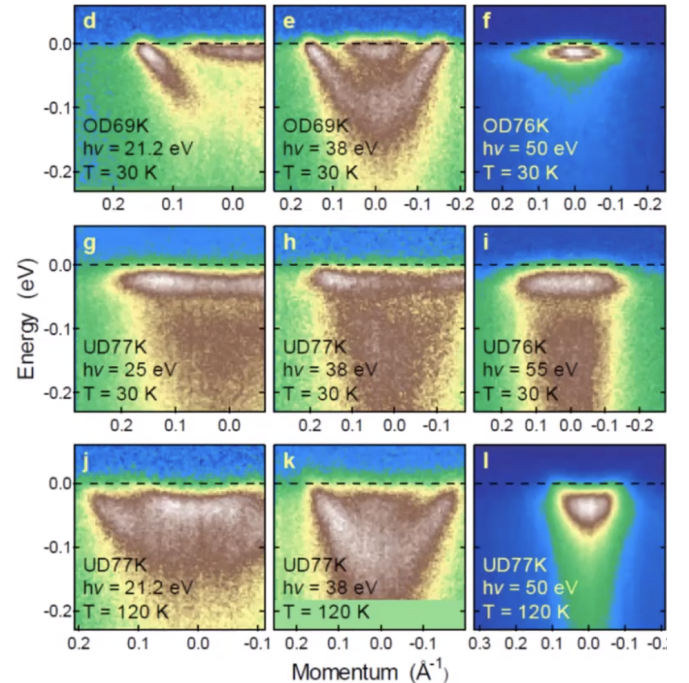 d e f
0.0
-0.1
-0.2
OD69K
hν = 21.2 eV
T = 30 K
OD69K
hν = 38 eV
T = 30 K
OD76K
hν = 50 eV
T = 30 K
0.2 0.1 0.0
0.2 0.1 0.0 -0.1 -0.2
0.2 0.1 0.0 -0.1 -0.2
g h i
0.0
-0.1
-0.2
UD77K
hν = 25 eV
T = 30 K
UD77K
hν = 38 eV
T = 30 K
UD76K
hν = 55 eV
T = 30 K
0.2 0.1 0.0
0.2 0.1 0.0 -0.1
0.2 0.1 0.0 -0.1 -0.2
Energy (eV)
j k l
0.0
-0.1
-0.2
UD77K
hν = 21.2 eV
T = 120 K
UD77K
hν = 38 eV
T = 120 K
UD77K
hν = 50 eV
T = 120 K
0.2 0.1 0.0 -0.1
0.2 0.1 0.0 -0.1
0.3 0.2 0.1 0.0 -0.1
Momentum (Å⁻¹)